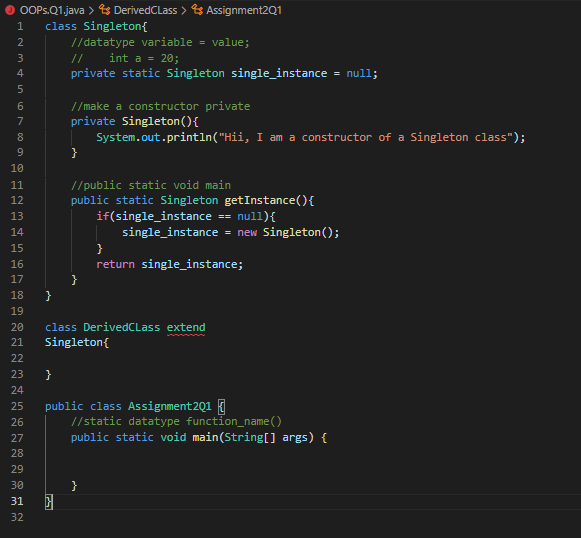 OOPs.Q1.java > DerivedCLass > Assignment2Q1
1 class Singleton{
2 //datatype variable = value;
3 // int a = 20;
4 private static Singleton single_instance = null;
5
6 //make a constructor private
7 private Singleton(){
8 System.out.println("Hii, I am a constructor of a Singleton class");
9 }
10
11 //public static void main
12 public static Singleton getInstance(){
13 if(single_instance == null){
14 single_instance = new Singleton();
15 }
16 return single_instance;
17 }
18 }
19
20 class DerivedCLass extend
21 Singleton{
22
23 }
24
25 public class Assignment2Q1 {
26 //static datatype function_name()
27 public static void main(String[] args) {
28
29
30 }
31 }
32